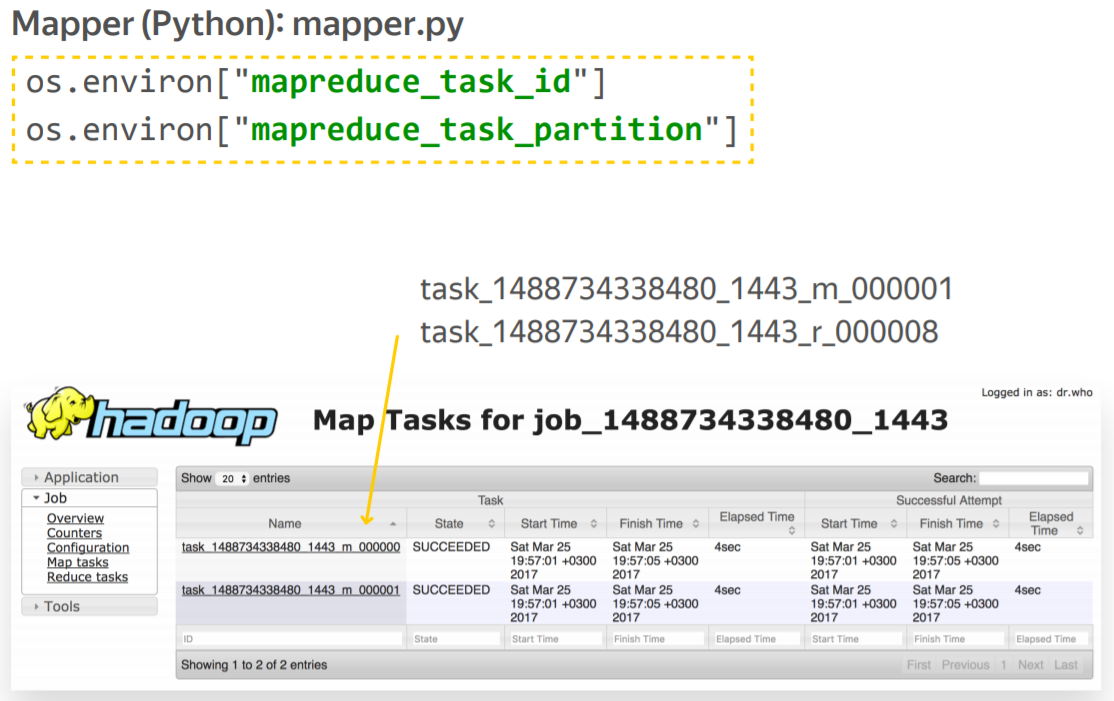 Mapper (Python): mapper.py
os.environ["mapreduce_task_id"]
os.environ["mapreduce_task_partition"]
task_1488734338480_1443_m_000001
task_1488734338480_1443_r_000008
Logged in as: dr.who
hadoop
Map Tasks for job_1488734338480_1443
Application
Job
Overview
Counters
Configuration
Map tasks
Reduce tasks
Tools
Show 20 entries Search:
Task Successful Attempt
Name State Start Time Finish Time Elapsed Time Start Time Finish Time Elapsed Time
task_1488734338480_1443_m_000000 SUCCEEDED Sat Mar 25 Sat Mar 25 4sec Sat Mar 25 Sat Mar 25 4sec
19:57:01 +0300 19:57:05 +0300 19:57:01 +0300 19:57:05 +0300
2017 2017 2017 2017
task_1488734338480_1443_m_000001 SUCCEEDED Sat Mar 25 Sat Mar 25 4sec Sat Mar 25 Sat Mar 25 4sec
19:57:01 +0300 19:57:05 +0300 19:57:01 +0300 19:57:05 +0300
2017 2017 2017 2017
ID State Start Time Finish Time Elapsed Time Start Time Finish Time Elapsed Time
Showing 1 to 2 of 2 entries First Previous 1 Next Last